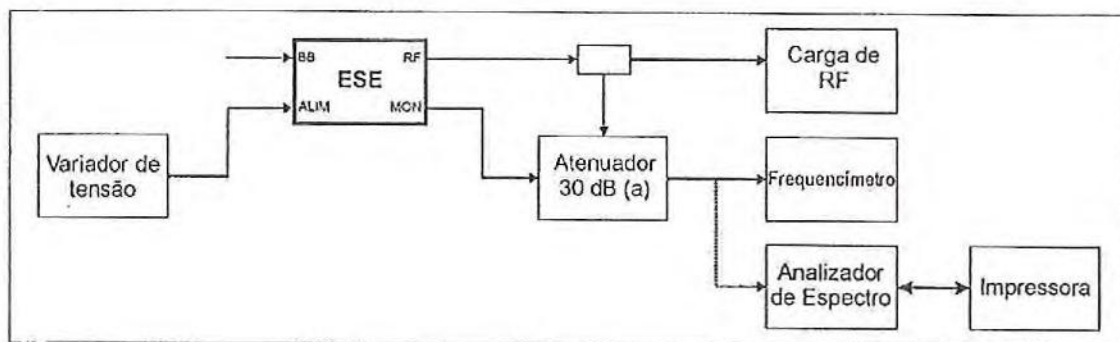 BB
RF
ESE
ALIM
MON
Carga de
RF
Variador de
tensão
Atenuador
30 dB (a)
Frequencímetro
Analizador
de Espectro
Impressora